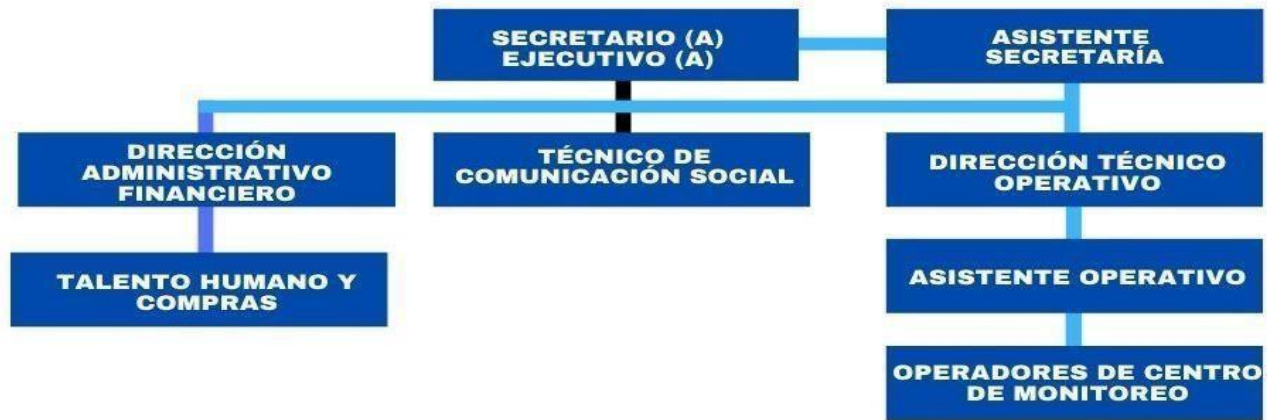 SECRETARIO (A)
EJECUTIVO (A)
ASISTENTE
SECRETARÍA
DIRECCIÓN
ADMINISTRATIVO
FINANCIERO
TÉCNICO DE
COMUNICACIÓN SOCIAL
DIRECCIÓN TÉCNICO
OPERATIVO
TALENTO HUMANO Y
COMPRAS
ASISTENTE OPERATIVO
OPERADORES DE CENTRO
DE MONITOREO